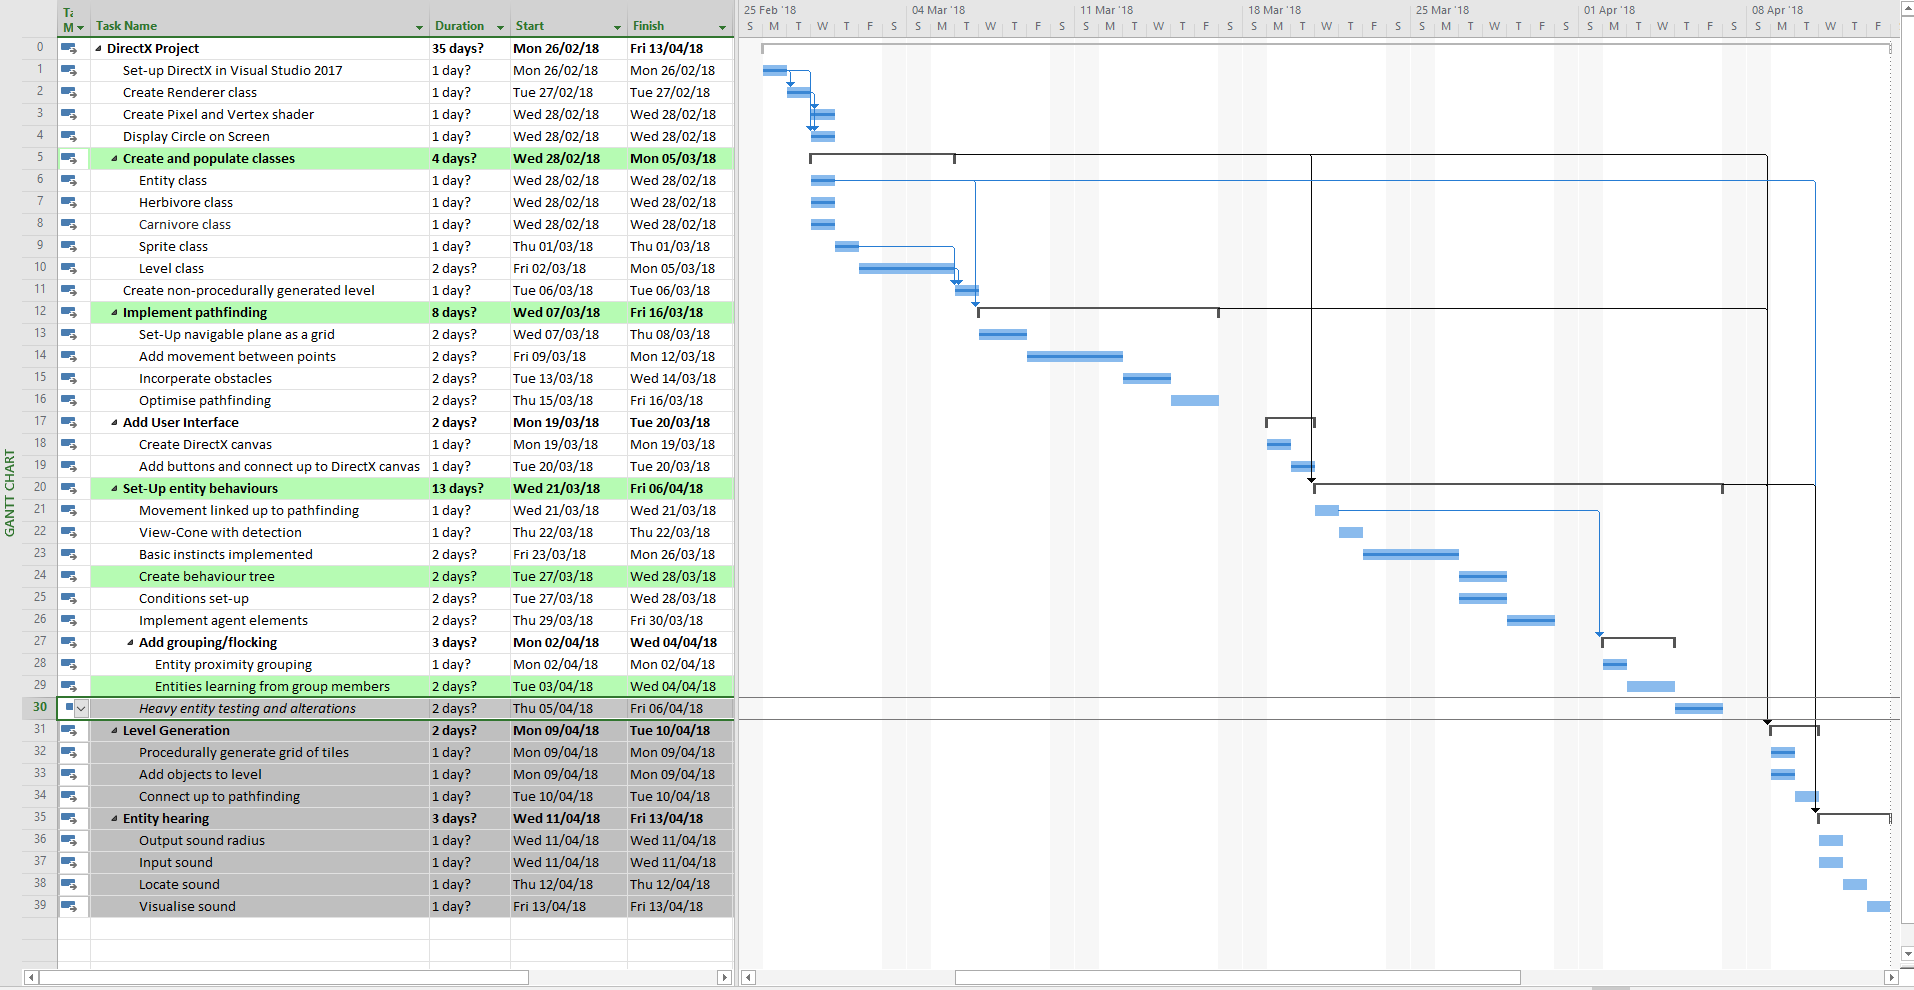 25 Feb '18 04 Mar '18 11 Mar '18 18 Mar '18 25 Mar '18 01 Apr '18 08 Apr '18
M Task Name Duration Start Finish S M T W T F S S M T W T F S S M T W T F S S M T W T F S S M T W T F S S M T W T F S S M T W T F
0 DirectX Project 35 days? Mon 26/02/18 Fri 13/04/18
1 Set-up DirectX in Visual Studio 2017 1 day? Mon 26/02/18 Mon 26/02/18
2 Create Renderer class 1 day? Tue 27/02/18 Tue 27/02/18
3 Create Pixel and Vertex shader 1 day? Wed 28/02/18 Wed 28/02/18
4 Display Circle on Screen 1 day? Wed 28/02/18 Wed 28/02/18
5 Create and populate classes 4 days? Wed 28/02/18 Mon 05/03/18
6 Entity class 1 day? Wed 28/02/18 Wed 28/02/18
7 Herbivore class 1 day? Wed 28/02/18 Wed 28/02/18
8 Carnivore class 1 day? Wed 28/02/18 Wed 28/02/18
9 Sprite class 1 day? Thu 01/03/18 Thu 01/03/18
10 Level class 2 days? Fri 02/03/18 Mon 05/03/18
11 Create non-procedurally generated level 1 day? Tue 06/03/18 Tue 06/03/18
12 Implement pathfinding 8 days? Wed 07/03/18 Fri 16/03/18
13 Set-Up navigable plane as a grid 2 days? Wed 07/03/18 Thu 08/03/18
14 Add movement between points 2 days? Fri 09/03/18 Mon 12/03/18
15 Incorperate obstacles 2 days? Tue 13/03/18 Wed 14/03/18
16 Optimise pathfinding 2 days? Thu 15/03/18 Fri 16/03/18
17 Add User Interface 2 days? Mon 19/03/18 Tue 20/03/18
18 Create DirectX canvas 1 day? Mon 19/03/18 Mon 19/03/18
19 Add buttons and connect up to DirectX canvas 1 day? Tue 20/03/18 Tue 20/03/18
20 Set-Up entity behaviours 13 days? Wed 21/03/18 Fri 06/04/18
21 Movement linked up to pathfinding 1 day? Wed 21/03/18 Wed 21/03/18
22 View-Cone with detection 1 day? Thu 22/03/18 Thu 22/03/18
23 Basic instincts implemented 2 days? Fri 23/03/18 Mon 26/03/18
24 Create behaviour tree 2 days? Tue 27/03/18 Wed 28/03/18
25 Conditions set-up 2 days? Tue 27/03/18 Wed 28/03/18
26 Implement agent elements 2 days? Thu 29/03/18 Fri 30/03/18
27 Add grouping/flocking 3 days? Mon 02/04/18 Wed 04/04/18
28 Entity proximity grouping 1 day? Mon 02/04/18 Mon 02/04/18
29 Entities learning from group members 2 days? Tue 03/04/18 Wed 04/04/18
30 Heavy entity testing and alterations 2 days? Thu 05/04/18 Fri 06/04/18
31 Level Generation 2 days? Mon 09/04/18 Tue 10/04/18
32 Procedurally generate grid of tiles 1 day? Mon 09/04/18 Mon 09/04/18
33 Add objects to level 1 day? Mon 09/04/18 Mon 09/04/18
34 Connect up to pathfinding 1 day? Tue 10/04/18 Tue 10/04/18
35 Entity hearing 3 days? Wed 11/04/18 Fri 13/04/18
36 Output sound radius 1 day? Wed 11/04/18 Wed 11/04/18
37 Input sound 1 day? Wed 11/04/18 Wed 11/04/18
38 Locate sound 1 day? Thu 12/04/18 Thu 12/04/18
39 Visualise sound 1 day? Fri 13/04/18 Fri 13/04/18
GANTT CHART